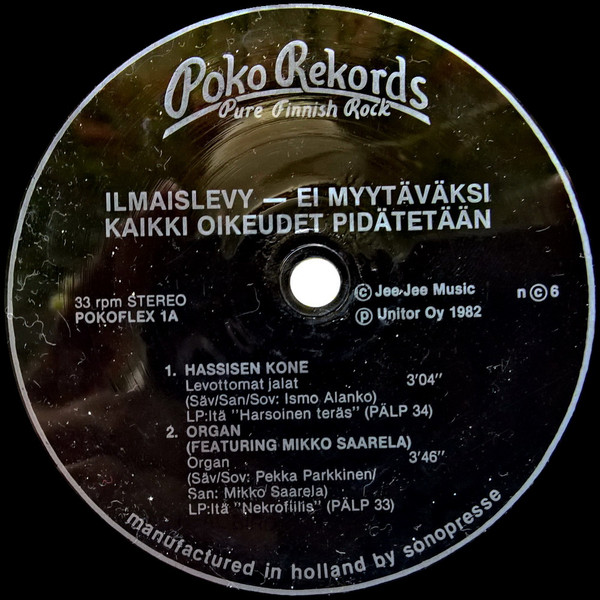 Poko Rekords
Pure Finnish Rock
ILMAISLEVY — EI MYYTÄVÄKSI
KAIKKI OIKEUDET PIDÄTETÄÄN
33 rpm STEREO
POKOFLEX 1A
© Jee Jee Music
℗ Unitor Oy 1982
n © 6
1. HASSISEN KONE
Levottomat jalat 3'04"
(Säv/San/Sov: Ismo Alanko)
LP:ltä "Harsoinen teräs" (PÄLP 34)
2. ORGAN
(FEATURING MIKKO SAARELA)
Organ 3'46"
(Säv/Sov: Pekka Parkkinen/
San: Mikko Saarela)
LP:ltä "Nekrofiilis" (PÄLP 33)
manufactured in holland by sonopresse